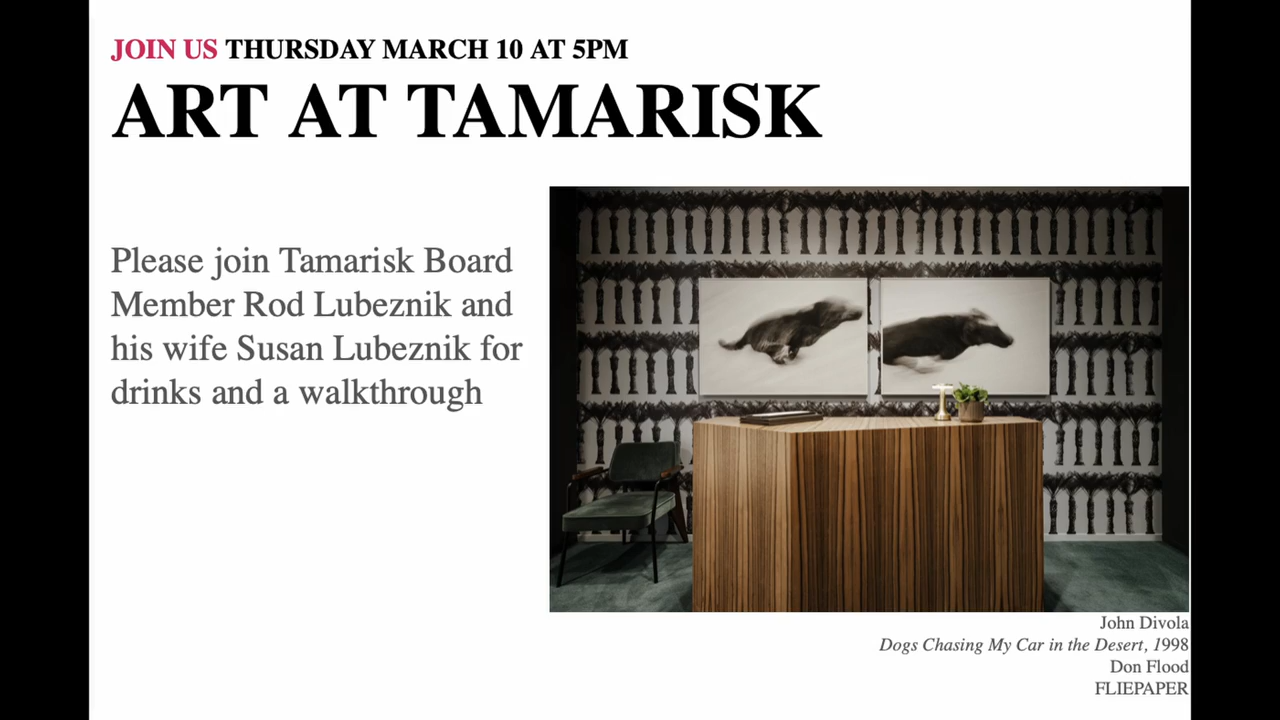 JOIN US THURSDAY MARCH 10 AT 5PM
ART AT TAMARISK
Please join Tamarisk Board
Member Rod Lubeznik and
his wife Susan Lubeznik for
drinks and a walkthrough
John Divola
Dogs Chasing My Car in the Desert, 1998
Don Flood
FLIEPAPER